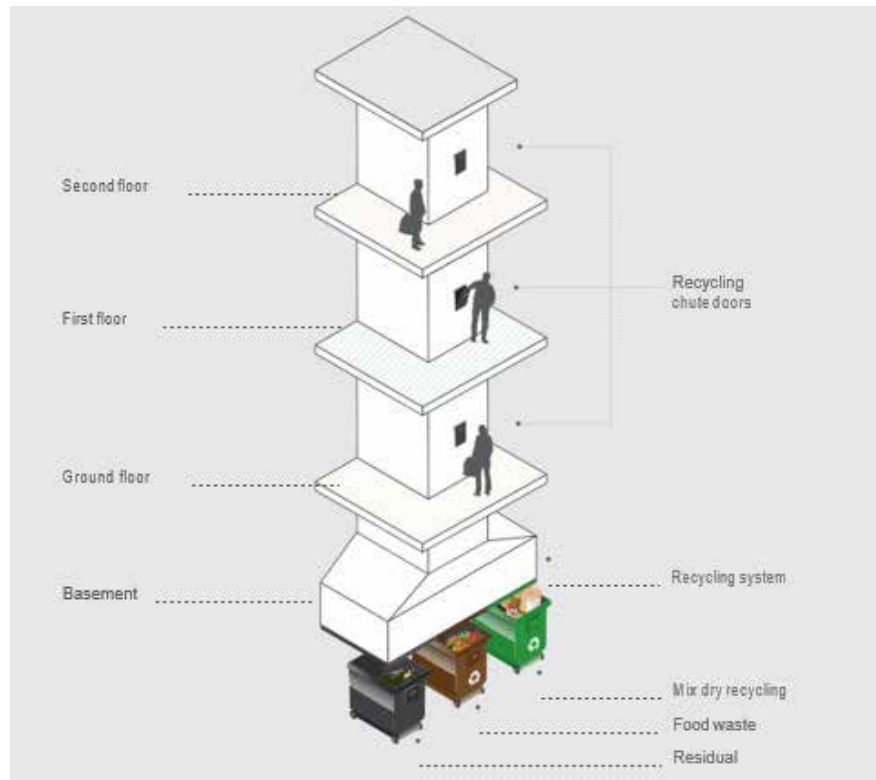 Second floor
First floor
Ground floor
Basement
Recycling
chute doors
Recycling system
Mix dry recycling
Food waste
Residual